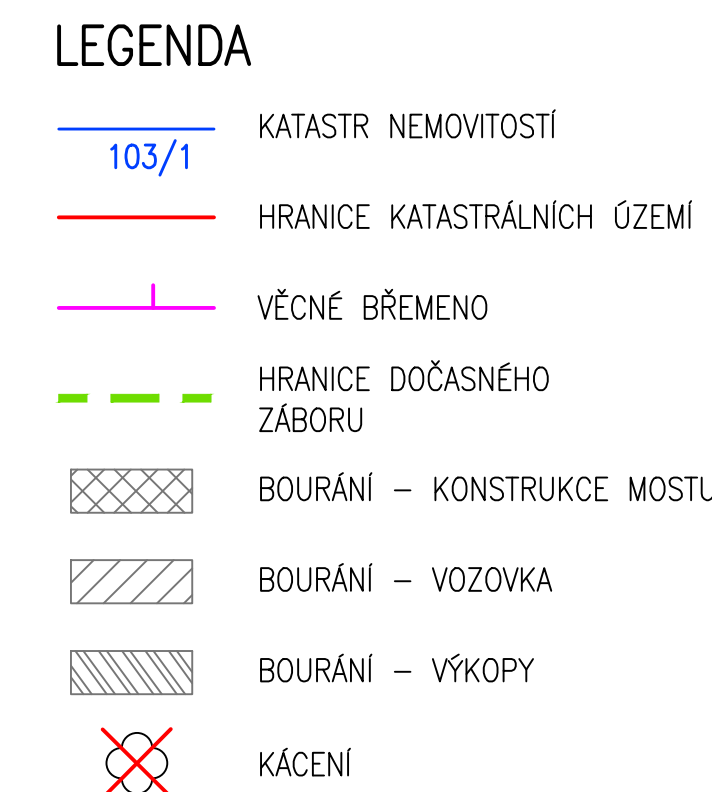 LEGENDA
KATASTR NEMOVITOSTÍ
103/1
HRANICE KATASTRÁLNÍCH ÚZEMÍ
VĚCNÉ BŘEMENO
HRANICE DOČASNÉHO
ZÁBORU
BOURÁNÍ – KONSTRUKCE MOSTU
BOURÁNÍ – VOZOVKA
BOURÁNÍ – VÝKOPY
KÁCENÍ